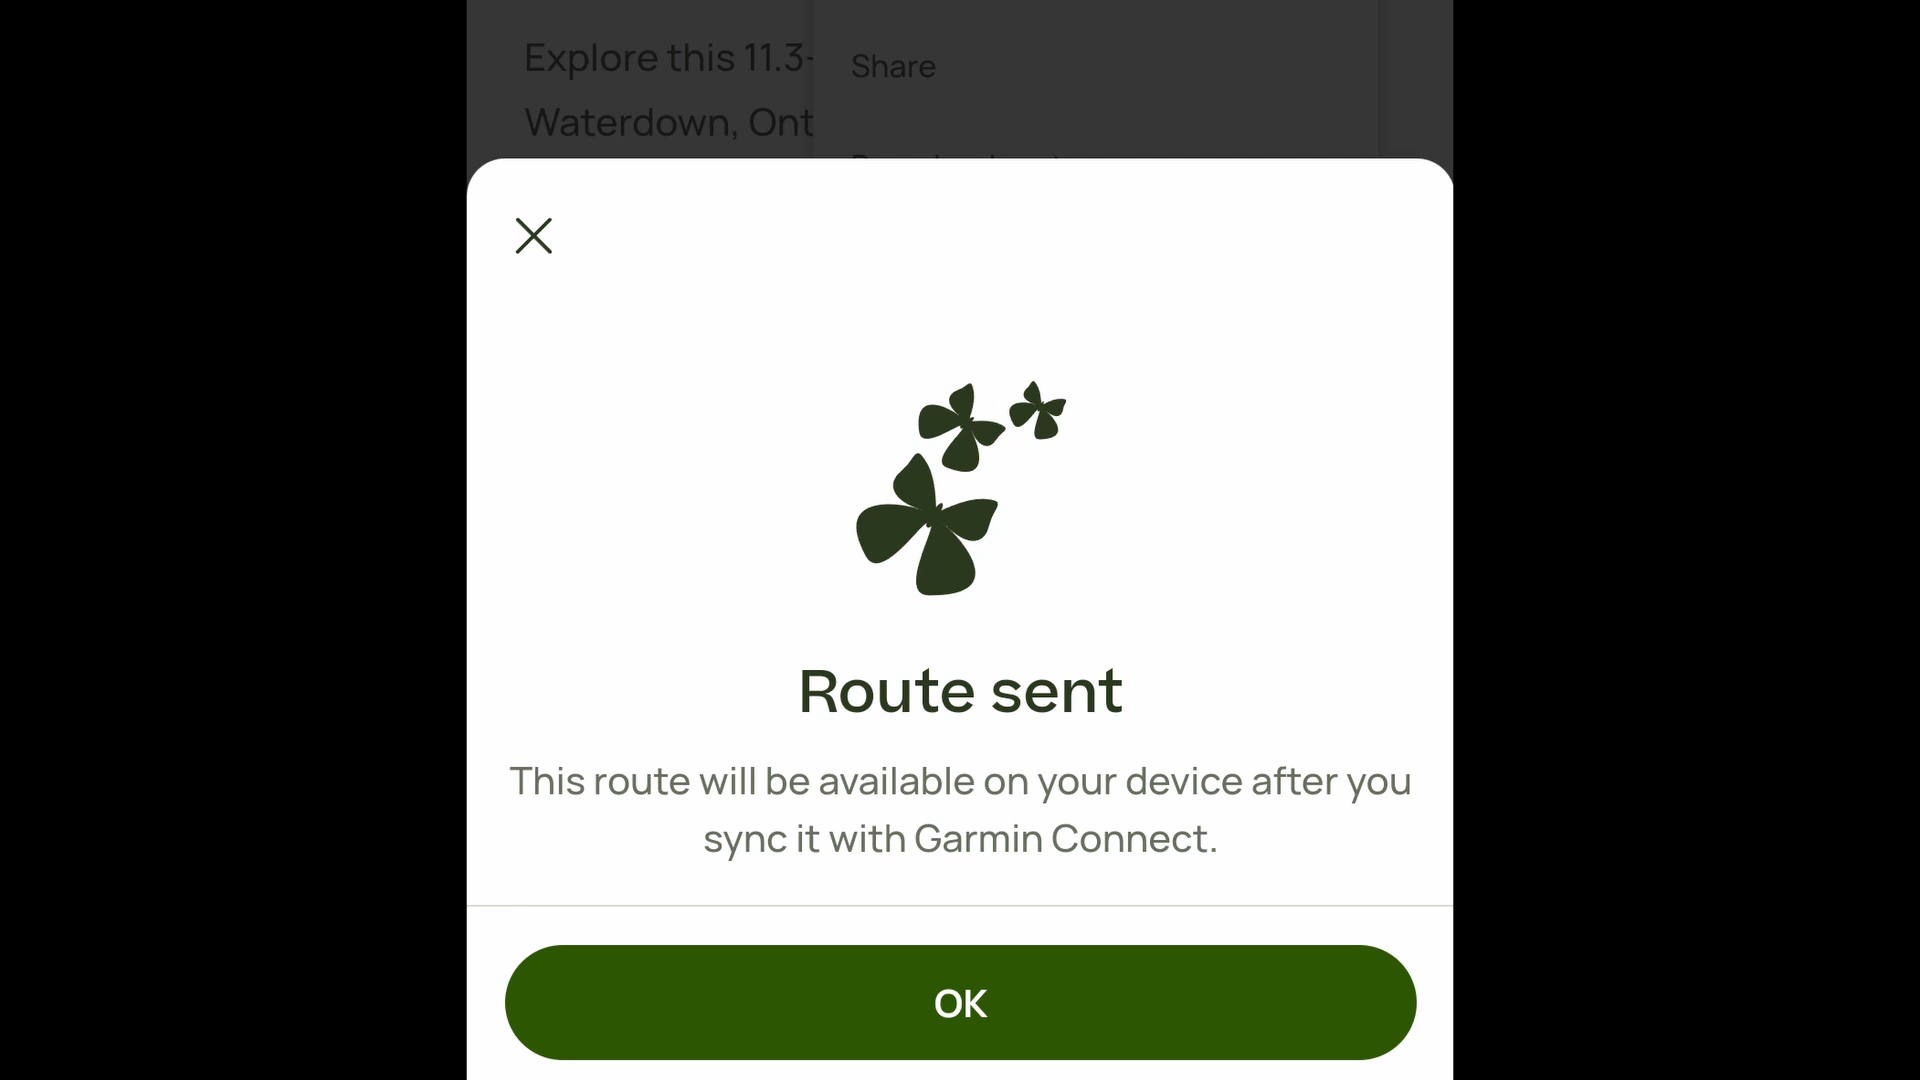 Explore this 11.3-
Waterdown, Ont
Share
Route sent
This route will be available on your device after you
sync it with Garmin Connect.
OK